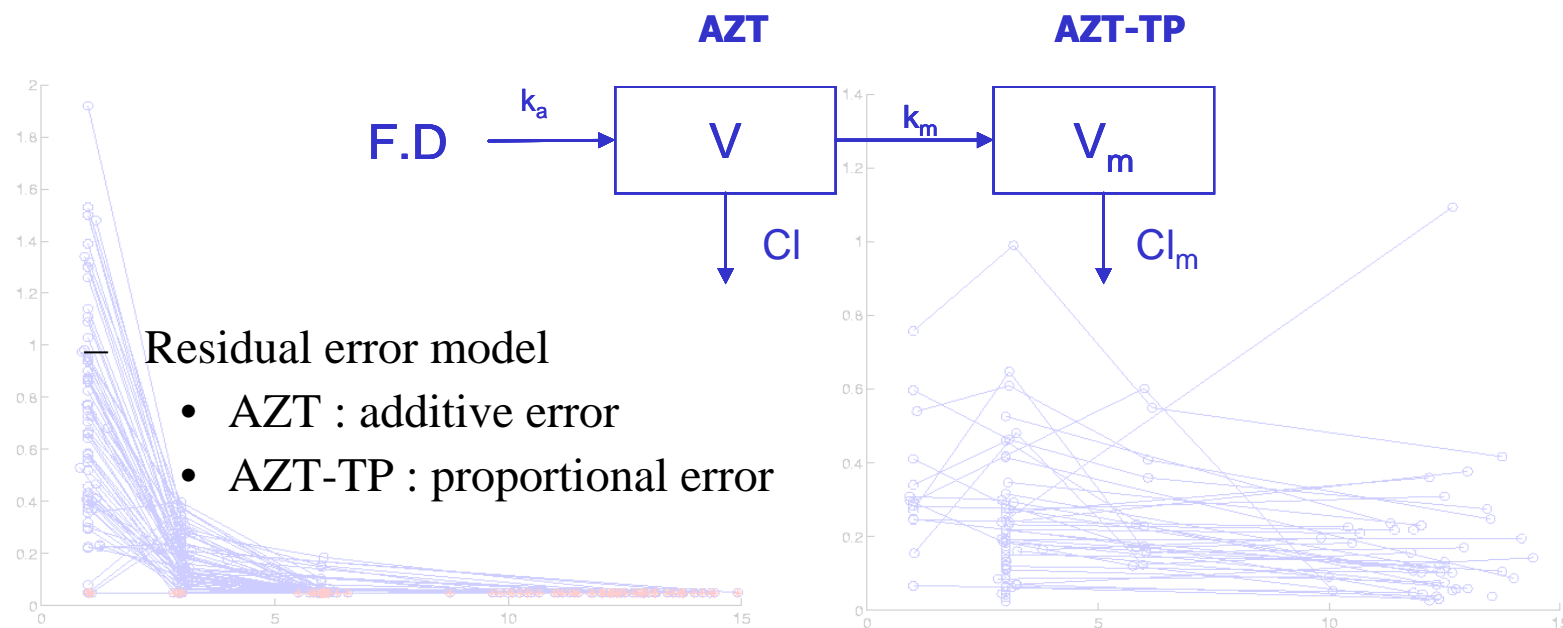 AZT AZT-TP
F.D ka V km Vm
Cl Clm
– Residual error model
• AZT : additive error
• AZT-TP : proportional error
2
1.8
1.6
1.4
1.2
1
0.8
0.6
0.4
0.2
0
0 5 10 15
1.4
1.2
1
0.8
0.6
0.4
0.2
0
0 5 10 15